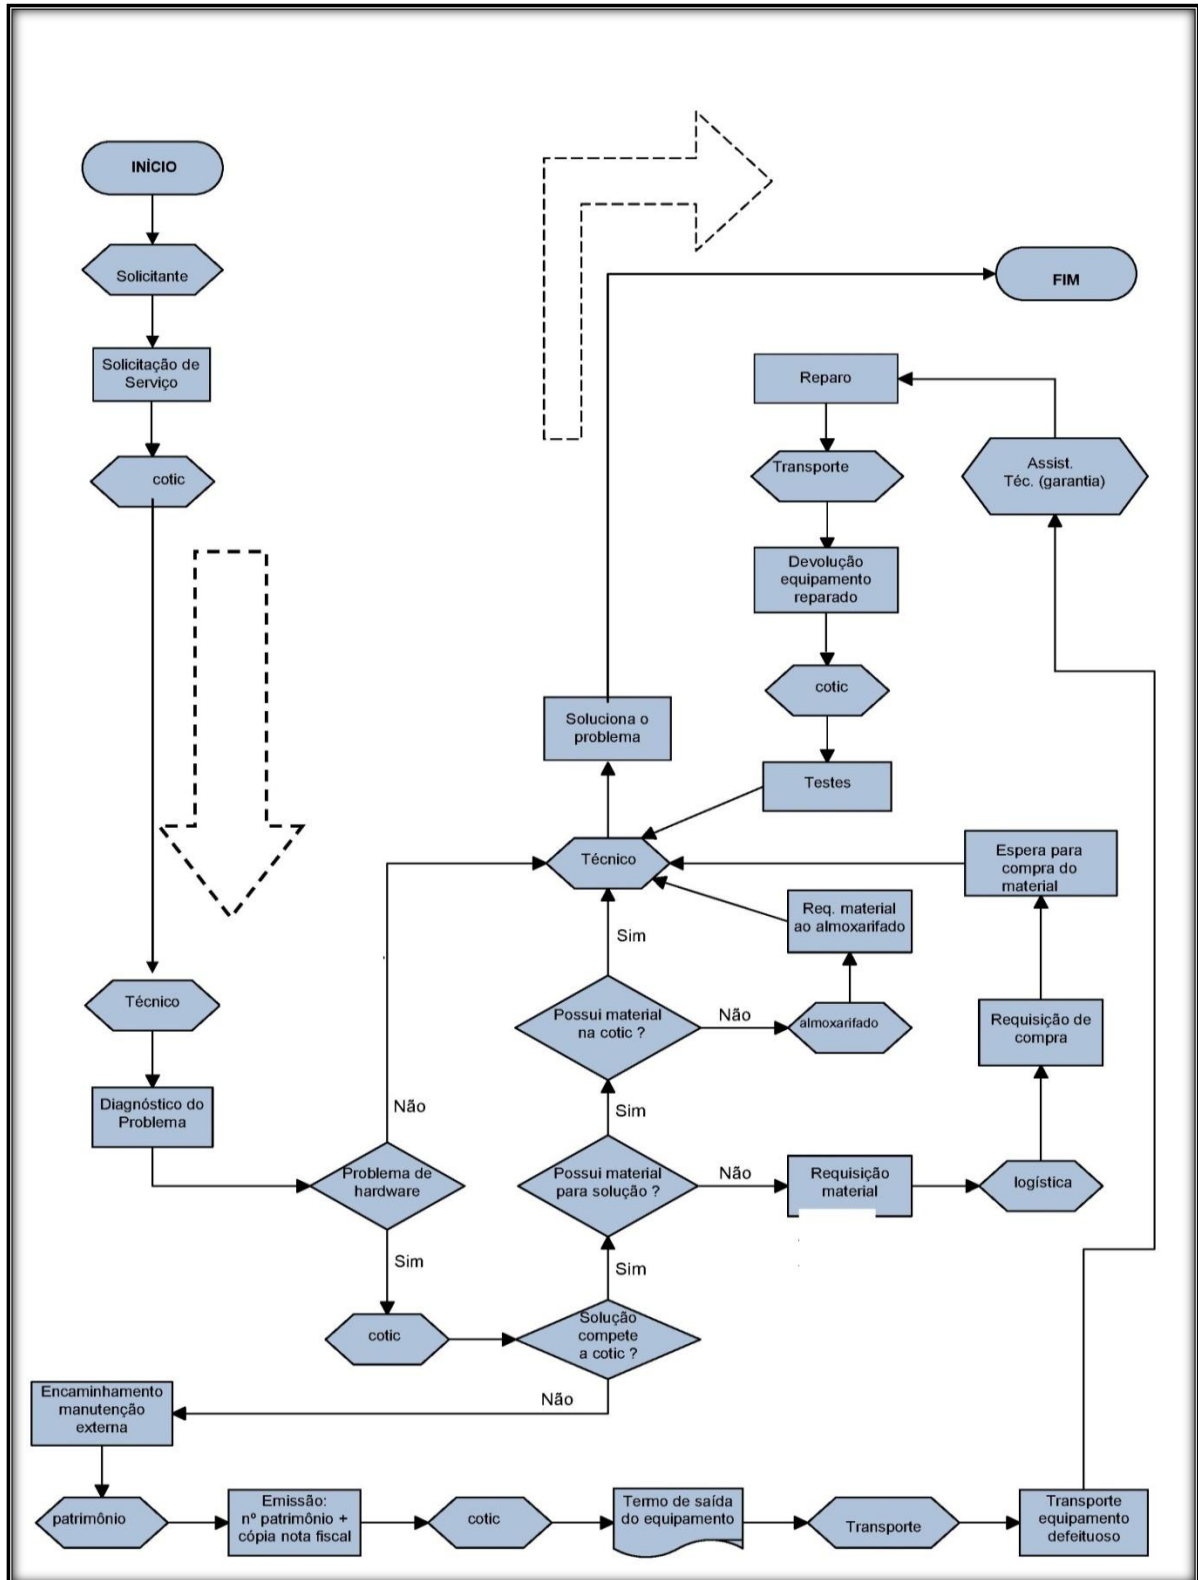 INÍCIO
Solicitante
Solicitação de
Serviço
cotic
Técnico
Diagnóstico do
Problema
Problema de
hardware
Não
Sim
cotic
Solução
compete
a cotic ?
Sim
Não
Possui material
para solução ?
Sim
Não
Requisição
material
logística
Requisição de
compra
Espera para
compra do
material
Possui material
na cotic ?
Sim
Não
almoxarifado
Req. material
ao almoxarifado
Técnico
Soluciona o
problema
FIM
Encaminhamento
manutenção
externa
patrimônio
Emissão:
nº patrimônio +
cópia nota fiscal
cotic
Termo de saída
do equipamento
Transporte
Transporte
equipamento
defeituoso
Assist.
Téc. (garantia)
Reparo
Transporte
Devolução
equipamento
reparado
cotic
Testes